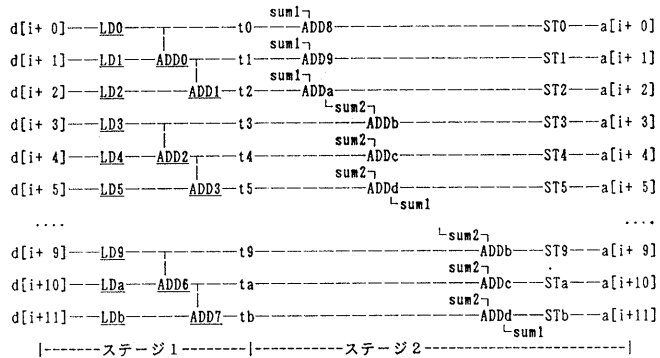 sum1┐
d[i+ 0]――LD0――――――t0――ADD8――――――ST0――a[i+ 0]
sum1┐
d[i+ 1]――LD1――ADD0――――t1――ADD9――――――ST1――a[i+ 1]
sum1┐
d[i+ 2]――LD2――――ADD1―t2――ADDa――――――ST2――a[i+ 2]
└sum2┐
d[i+ 3]――LD3――――――t3――――ADDb――――ST3――a[i+ 3]
sum2┐
d[i+ 4]――LD4――ADD2――――t4――――ADDc――――ST4――a[i+ 4]
sum2┐
d[i+ 5]――LD5――――ADD3―t5――――ADDd――――ST5――a[i+ 5]
└sum1
.... ....
└sum2┐
d[i+ 9]――LD9――――――t9――――――ADDb――ST9――a[i+ 9]
sum2┐
d[i+10]――LDa――ADD6――――ta――――――ADDc――STa――a[i+10]
sum2┐
d[i+11]――LDb――――ADD7―tb――――――ADDd――STb――a[i+11]
└sum1
|-------ステージ1----------|---------ステージ2--------------------|